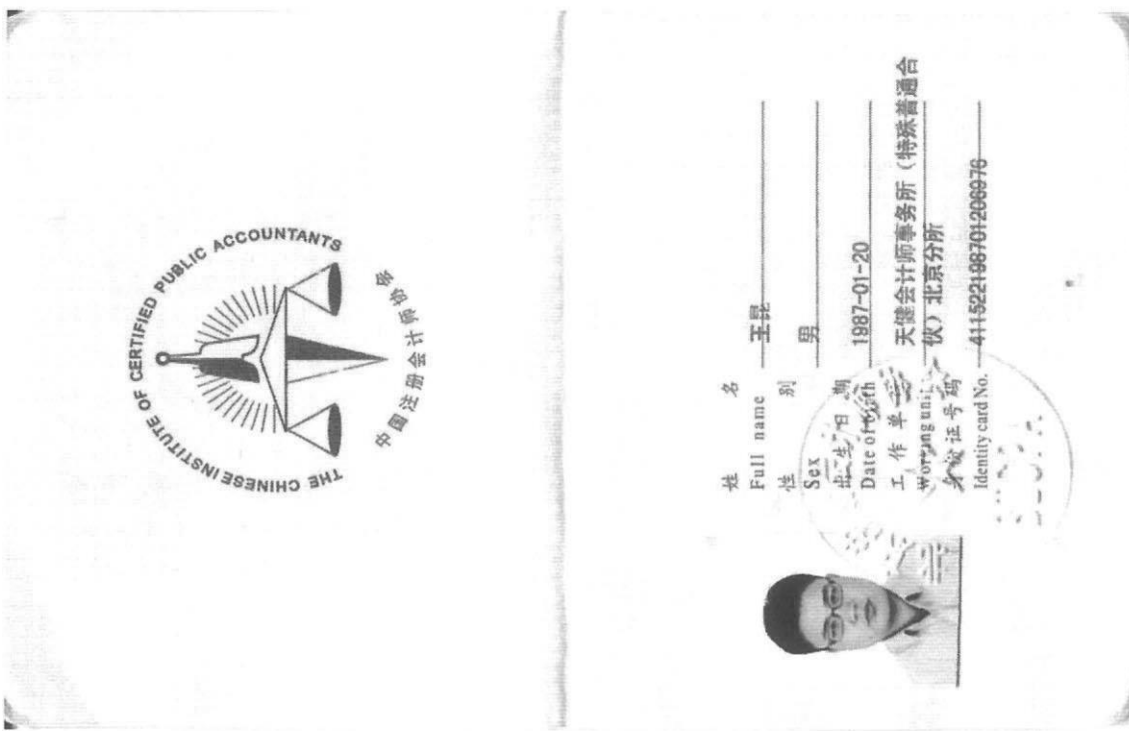 THE CHINESE INSTITUTE OF CERTIFIED PUBLIC ACCOUNTANTS
中国注册会计师协会
姓 名 王昆
Full name
性 别 男
Sex
出生日期 1987-01-20
Date of birth
工作单位 天健会计师事务所（特殊普通合
Working unit 伙）北京分所
身份证号码
Identity card No. 411522198701206976